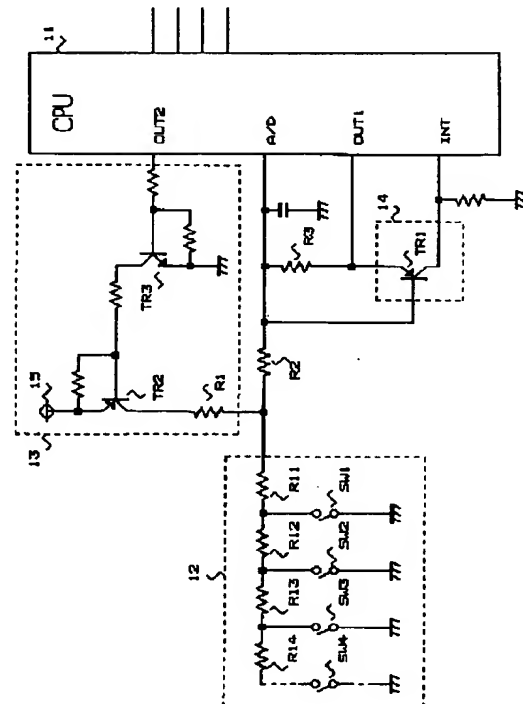 11
CPU
OUT2
A/D
OUT1
INT
13
15
TR2
TR3
R1
R2
R3
14
TR1
12
R11
R12
R13
R14
SW1
SW2
SW3
SW4